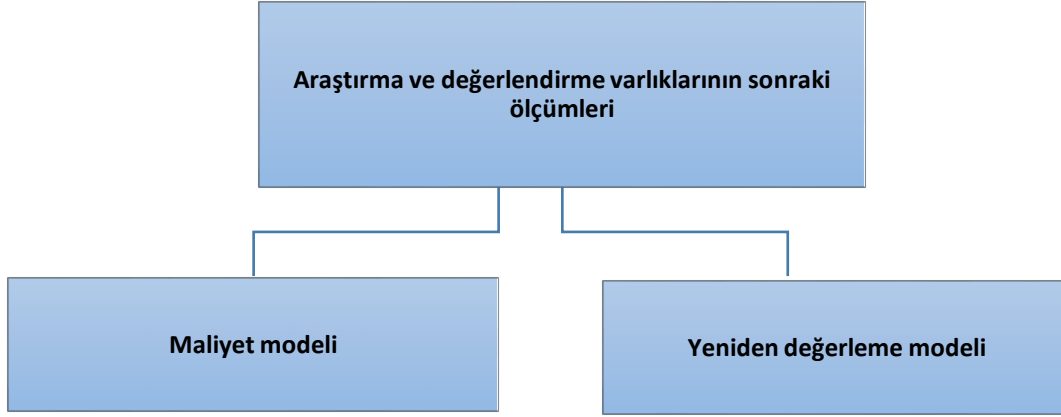 Araştırma ve değerlendirme varlıklarının sonraki
ölçümleri
Maliyet modeli
Yeniden değerleme modeli